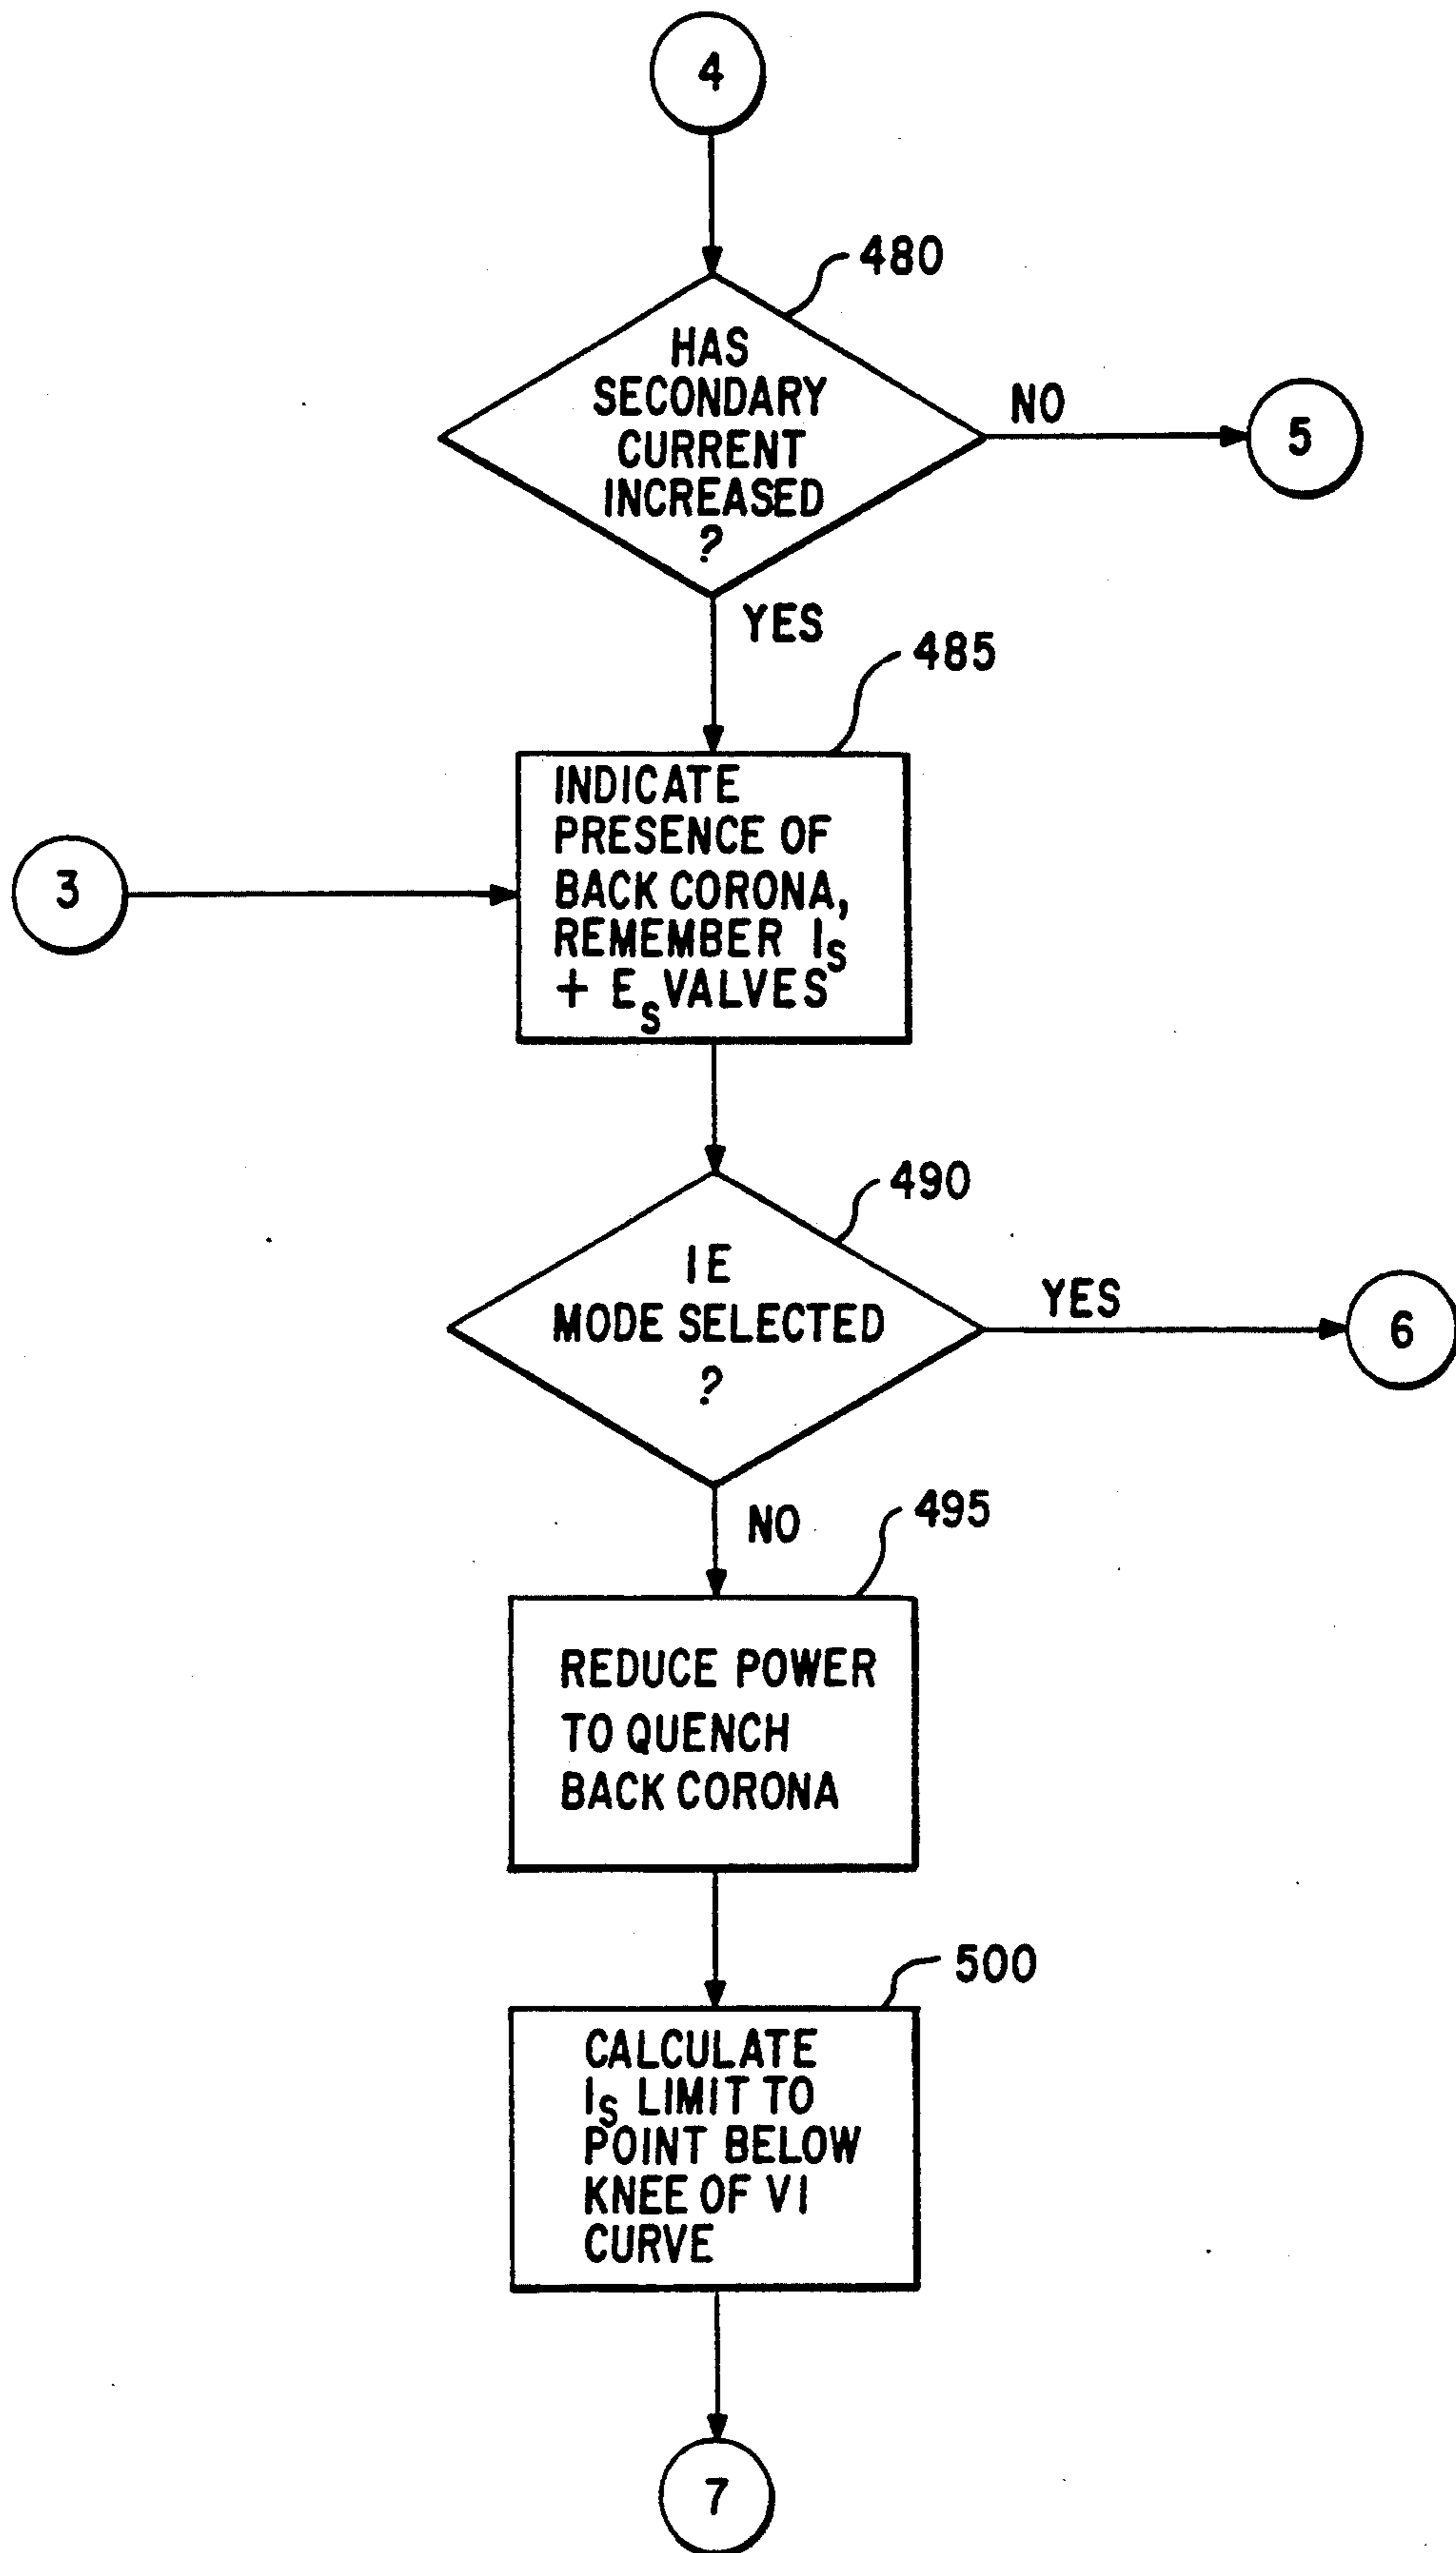 4
480
HAS
SECONDARY
CURRENT
INCREASED
?
NO
5
YES
485
3
INDICATE
PRESENCE OF
BACK CORONA,
REMEMBER IS
+ ES VALVES
490
IE
MODE SELECTED
?
YES
6
NO
495
REDUCE POWER
TO QUENCH
BACK CORONA
500
CALCULATE
IS LIMIT TO
POINT BELOW
KNEE OF VI
CURVE
7